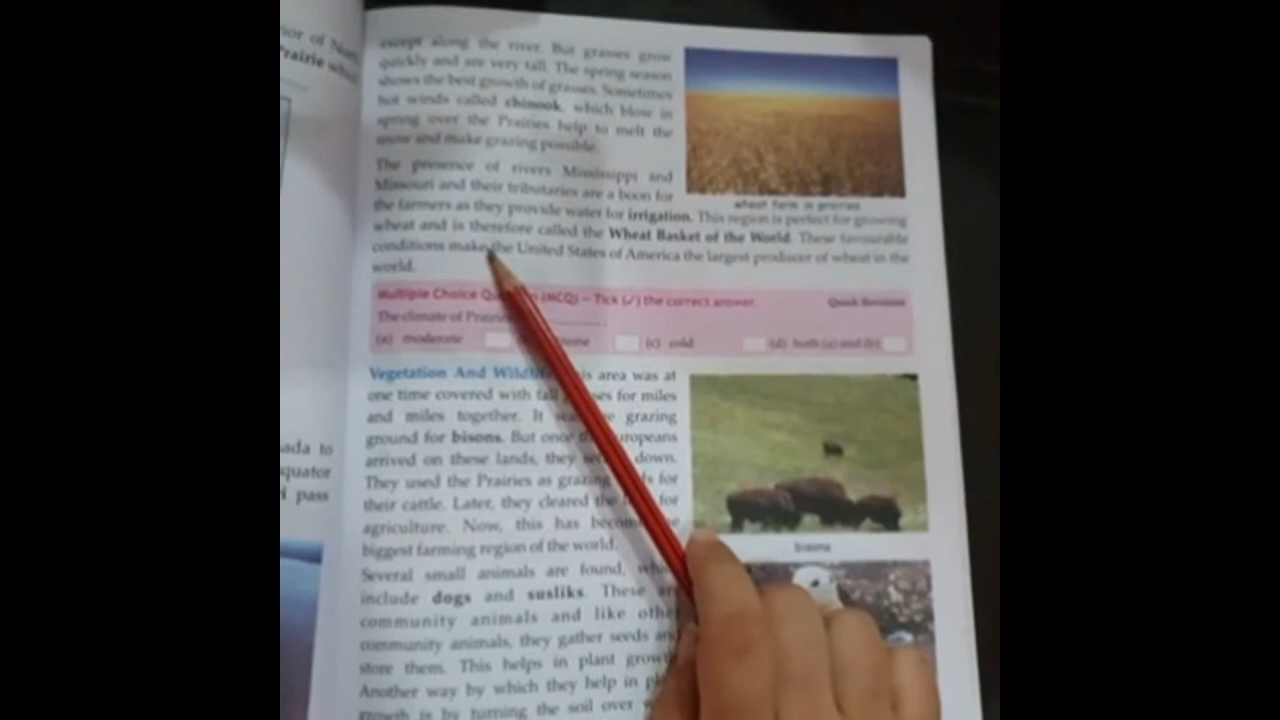 except along the river. But grasses grow
quickly and are very tall. The spring season
shows the best growth of grasses. Sometimes
hot winds called chinook, which blow in
spring over the Prairies help to melt the
snow and make grazing possible.
The presence of rivers Mississippi and
Missouri and their tributaries are a boon for
the farmers as they provide water for irrigation. This region is perfect for growing
wheat and is therefore called the Wheat Basket of the World. These favourable
conditions make the United States of America the largest producer of wheat in the
world.
wheat farm in prairies
Multiple Choice (MCQ) – Tick (✓) the correct answer. Quick Revision
The climate of
(a) moderate (c) cold (d) both (a) and (b)
Vegetation And area was at
one time covered with tall for miles
and miles together. It grazing
ground for bisons. But once
arrived on these lands, they down.
They used the Prairies as grazing for
their cattle. Later, they cleared the for
agriculture. Now, this has
biggest farming region of the world.
bisons
Several small animals are found,
include dogs and susliks. These are
community animals and like other
community animals, they gather seeds and
store them. This helps in plant growth
Another way by which they help in
growth is by turning the soil over
ada to
quator
pass